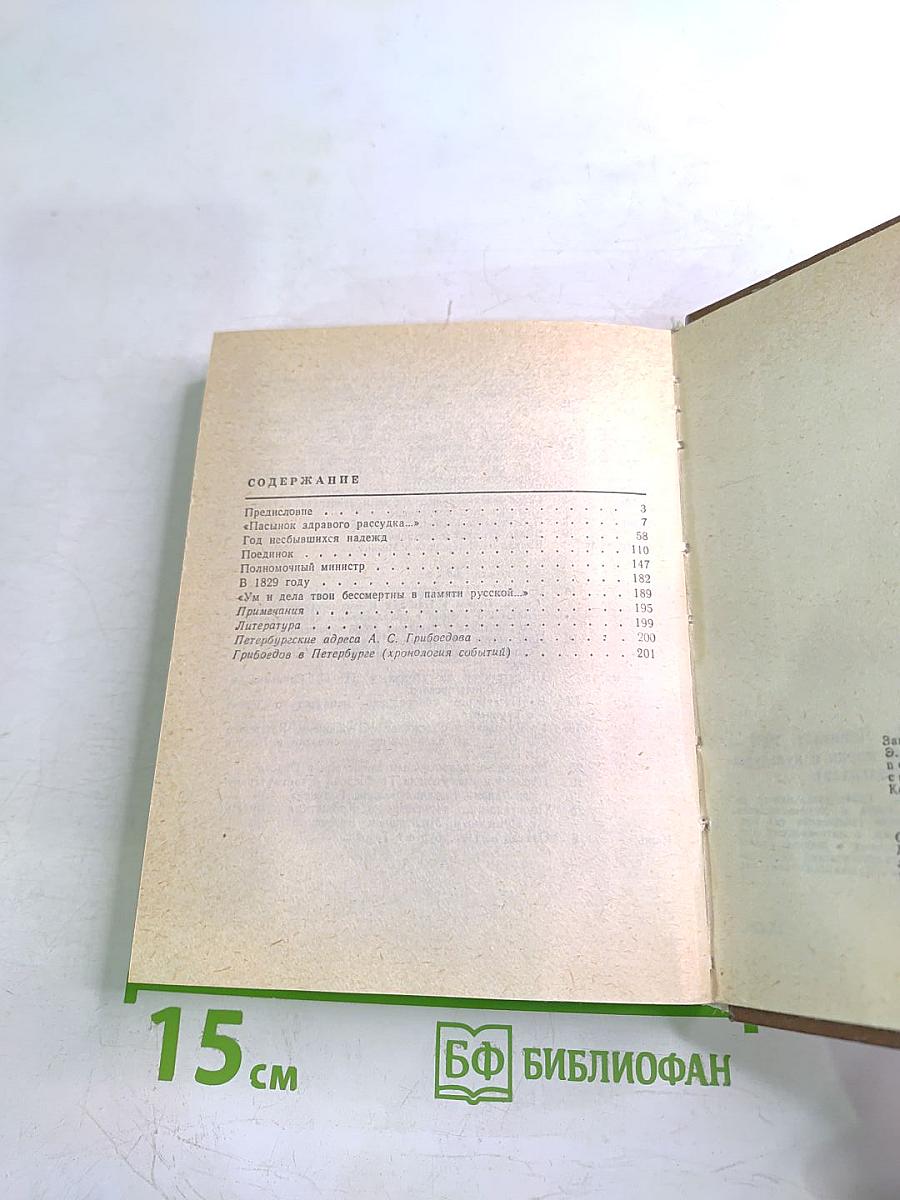 СОДЕРЖАНИЕ
Предисловие . . . . . . . . . . . . . . . . . . . . . 3
«Пасынок здравого рассудка...» . . . . . . . . . . . . . 7
Год несбывшихся надежд . . . . . . . . . . . . . . . 58
Поединок . . . . . . . . . . . . . . . . . . . . . . 110
Полномочный министр . . . . . . . . . . . . . . . . 147
В 1829 году . . . . . . . . . . . . . . . . . . . . . 182
«Ум и дела твои бессмертны в памяти русской...» . . . . . . 189
Примечания . . . . . . . . . . . . . . . . . . . . . 195
Литература . . . . . . . . . . . . . . . . . . . . . 199
Петербургские адреса А. С. Грибоедова . . . . . . . . . 200
Грибоедов в Петербурге (хронология событий) . . . . . . . 201
15 см
БФ БИБЛИОФАН